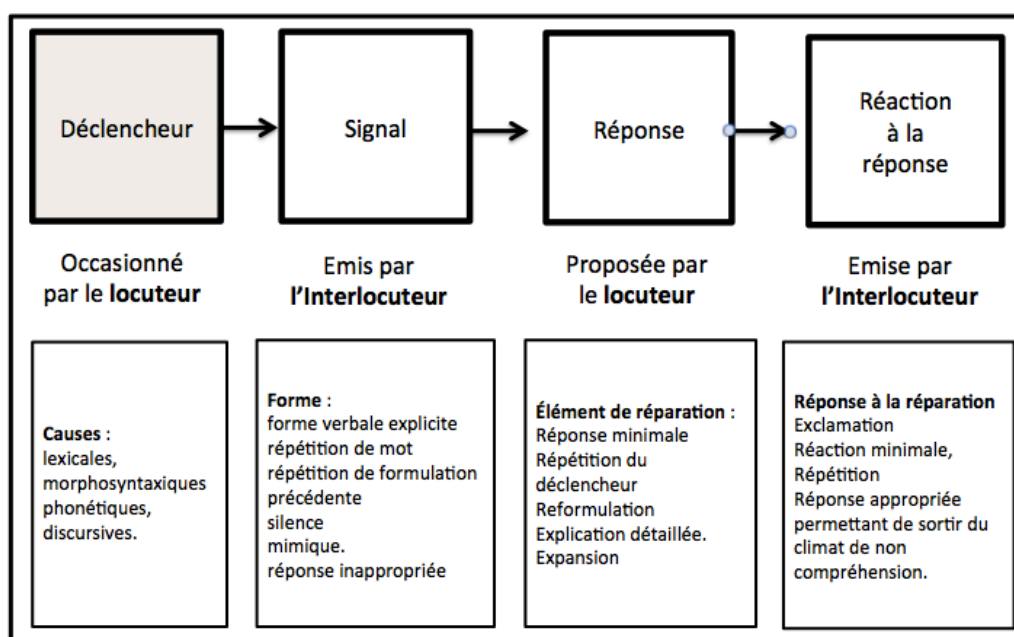 Déclencheur
Signal
Réponse
Réaction
à la
réponse
Occasionné
par le locuteur
Emis par
l'Interlocuteur
Proposée par
le locuteur
Emise par
l'Interlocuteur
Causes :
lexicales,
morphosyntaxiques
phonétiques,
discursives.
Forme :
forme verbale explicite
répétition de mot
répétition de formulation
précédente
silence
mimique.
réponse inappropriée
Élément de réparation :
Réponse minimale
Répétition du
déclencheur
Reformulation
Explication détaillée.
Expansion
Réponse à la réparation
Exclamation
Réaction minimale,
Répétition
Réponse appropriée
permettant de sortir du
climat de non
compréhension.